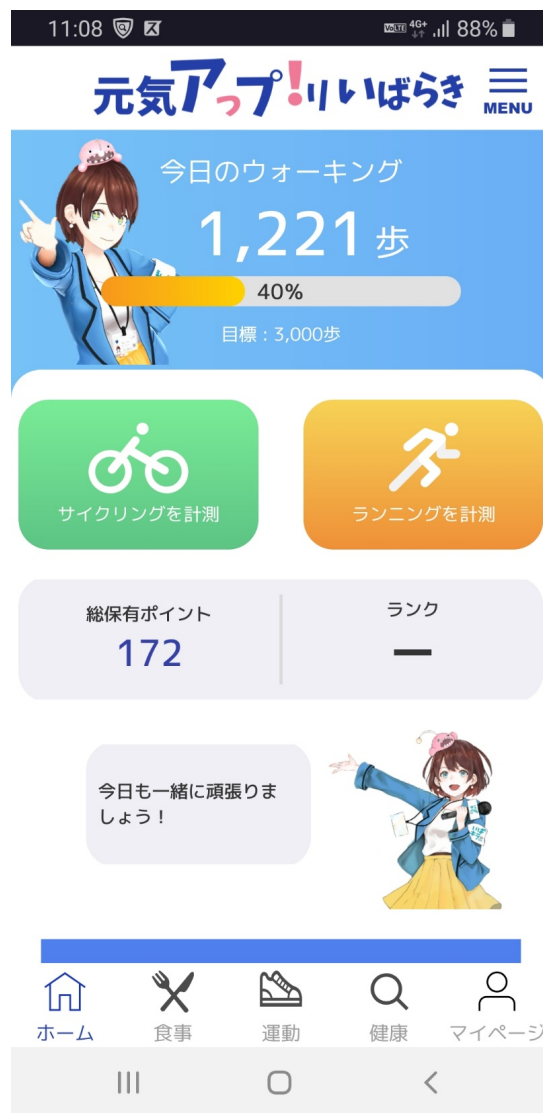 11:08
VoLTE 4G+ 88%
元気アっプ!りいばらき
MENU
今日のウォーキング
1,221 歩
40%
目標：3,000歩
サイクリングを計測
ランニングを計測
総保有ポイント
172
ランク
ー
今日も一緒に頑張りま
しょう！
ホーム
食事
運動
健康
マイページ